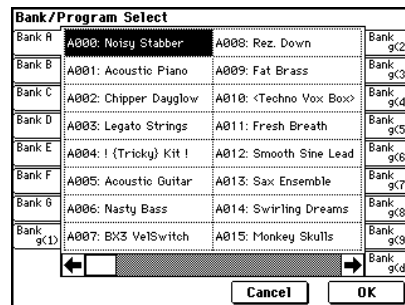 Bank/Program Select
Bank A
A000: Noisy Stabber
A008: Rez. Down
Bank g(2
Bank B
A001: Acoustic Piano
A009: Fat Brass
Bank g(3
Bank C
A002: Chipper Dayglow
A010: <Techno Vox Box>
Bank g(4
Bank D
A003: Legato Strings
A011: Fresh Breath
Bank g(5
Bank E
A004: ! {Tricky} Kit !
A012: Smooth Sine Lead
Bank g(6
Bank F
A005: Acoustic Guitar
A013: Sax Ensemble
Bank g(7
Bank G
A006: Nasty Bass
A014: Swirling Dreams
Bank g(8
Bank g(1)
A007: BX3 VelSwitch
A015: Monkey Skulls
Bank g(9
Bank g(d
Cancel
OK